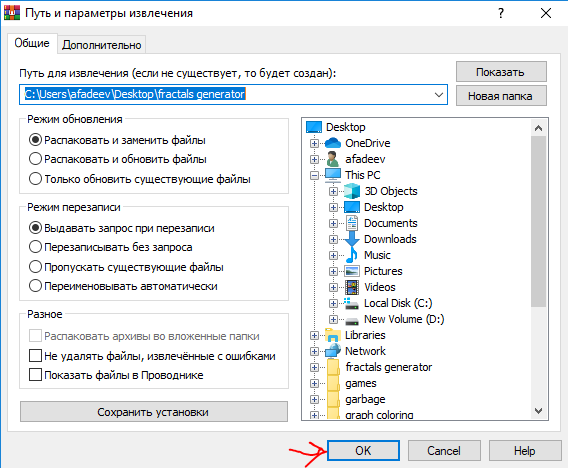 Путь и параметры извлечения
Общие
Дополнительно
Путь для извлечения (если не существует, то будет создан):
C:\Users\afadeev\Desktop\fractals generator
Показать
Новая папка
Режим обновления
Распаковать и заменить файлы
Распаковать и обновить файлы
Только обновить существующие файлы
Режим перезаписи
Выдавать запрос при перезаписи
Перезаписывать без запроса
Пропускать существующие файлы
Переименовывать автоматически
Разное
Распаковать архивы во вложенные папки
Не удалять файлы, извлечённые с ошибками
Показать файлы в Проводнике
Сохранить установки
Desktop
OneDrive
afadeev
This PC
3D Objects
Desktop
Documents
Downloads
Music
Pictures
Videos
Local Disk (C:)
New Volume (D:)
Libraries
Network
fractals generator
games
garbage
graph coloring
OK
Cancel
Help